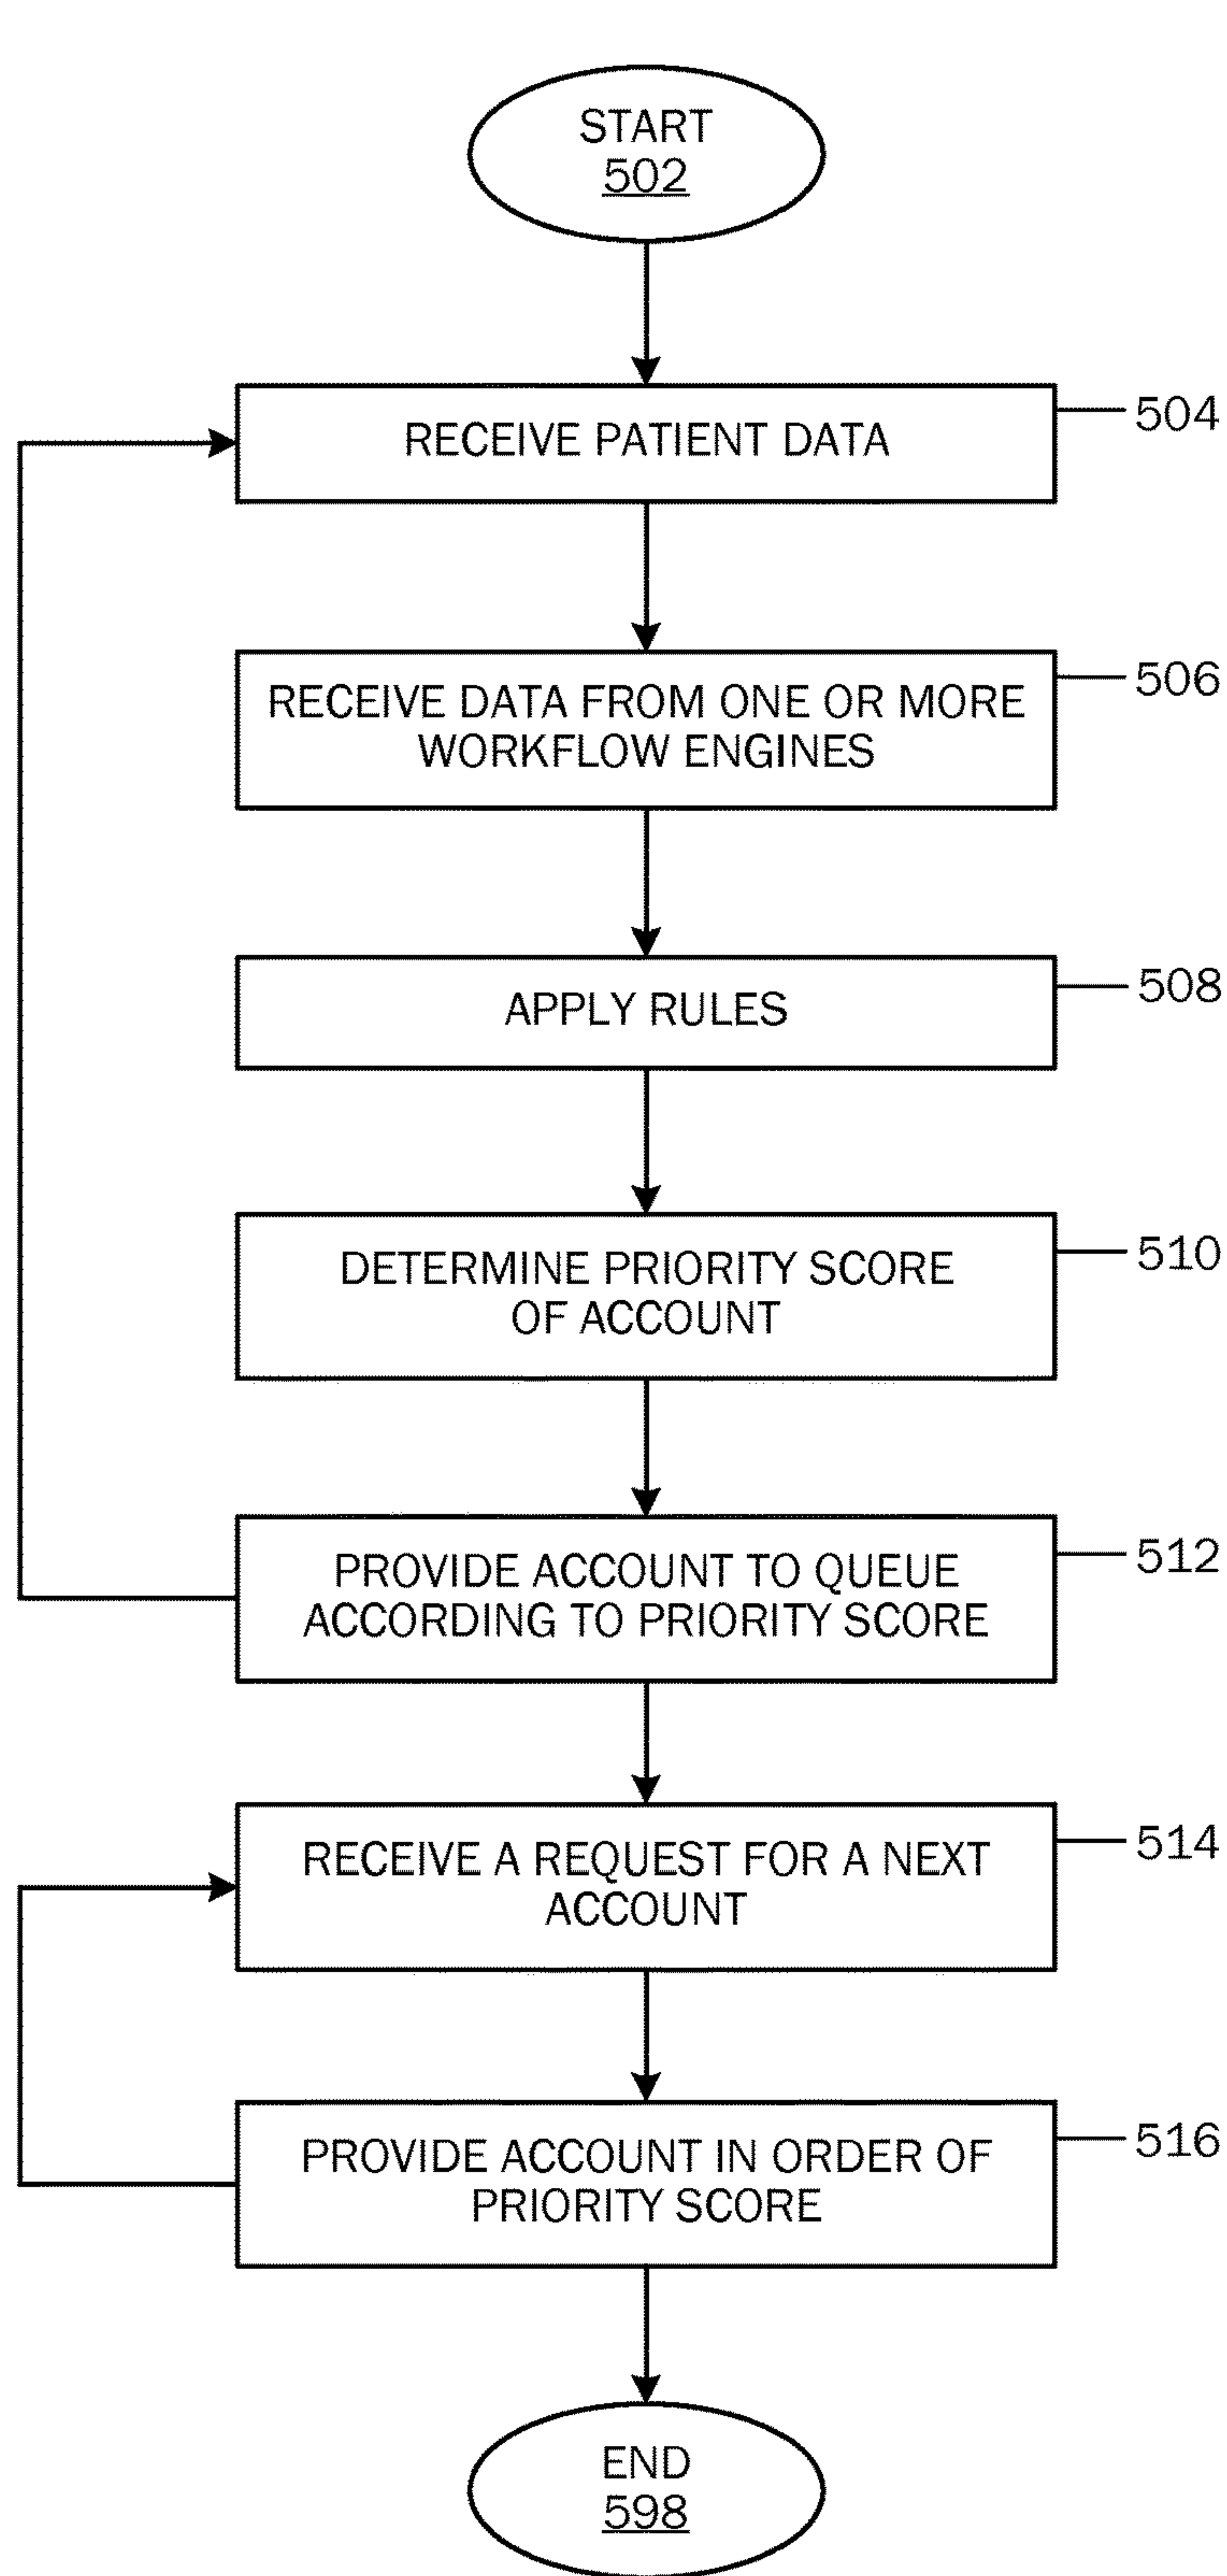 START
502
RECEIVE PATIENT DATA
504
RECEIVE DATA FROM ONE OR MORE
WORKFLOW ENGINES
506
APPLY RULES
508
DETERMINE PRIORITY SCORE
OF ACCOUNT
510
PROVIDE ACCOUNT TO QUEUE
ACCORDING TO PRIORITY SCORE
512
RECEIVE A REQUEST FOR A NEXT
ACCOUNT
514
PROVIDE ACCOUNT IN ORDER OF
PRIORITY SCORE
516
END
598